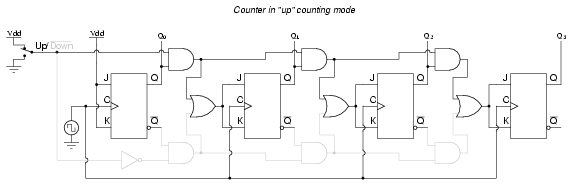 Counter in "up" counting mode
Vdd Vdd Q0 Q1 Q2 Q3
Up/Down
J Q J Q J Q J Q
C C C C
K Q K Q K Q K Q